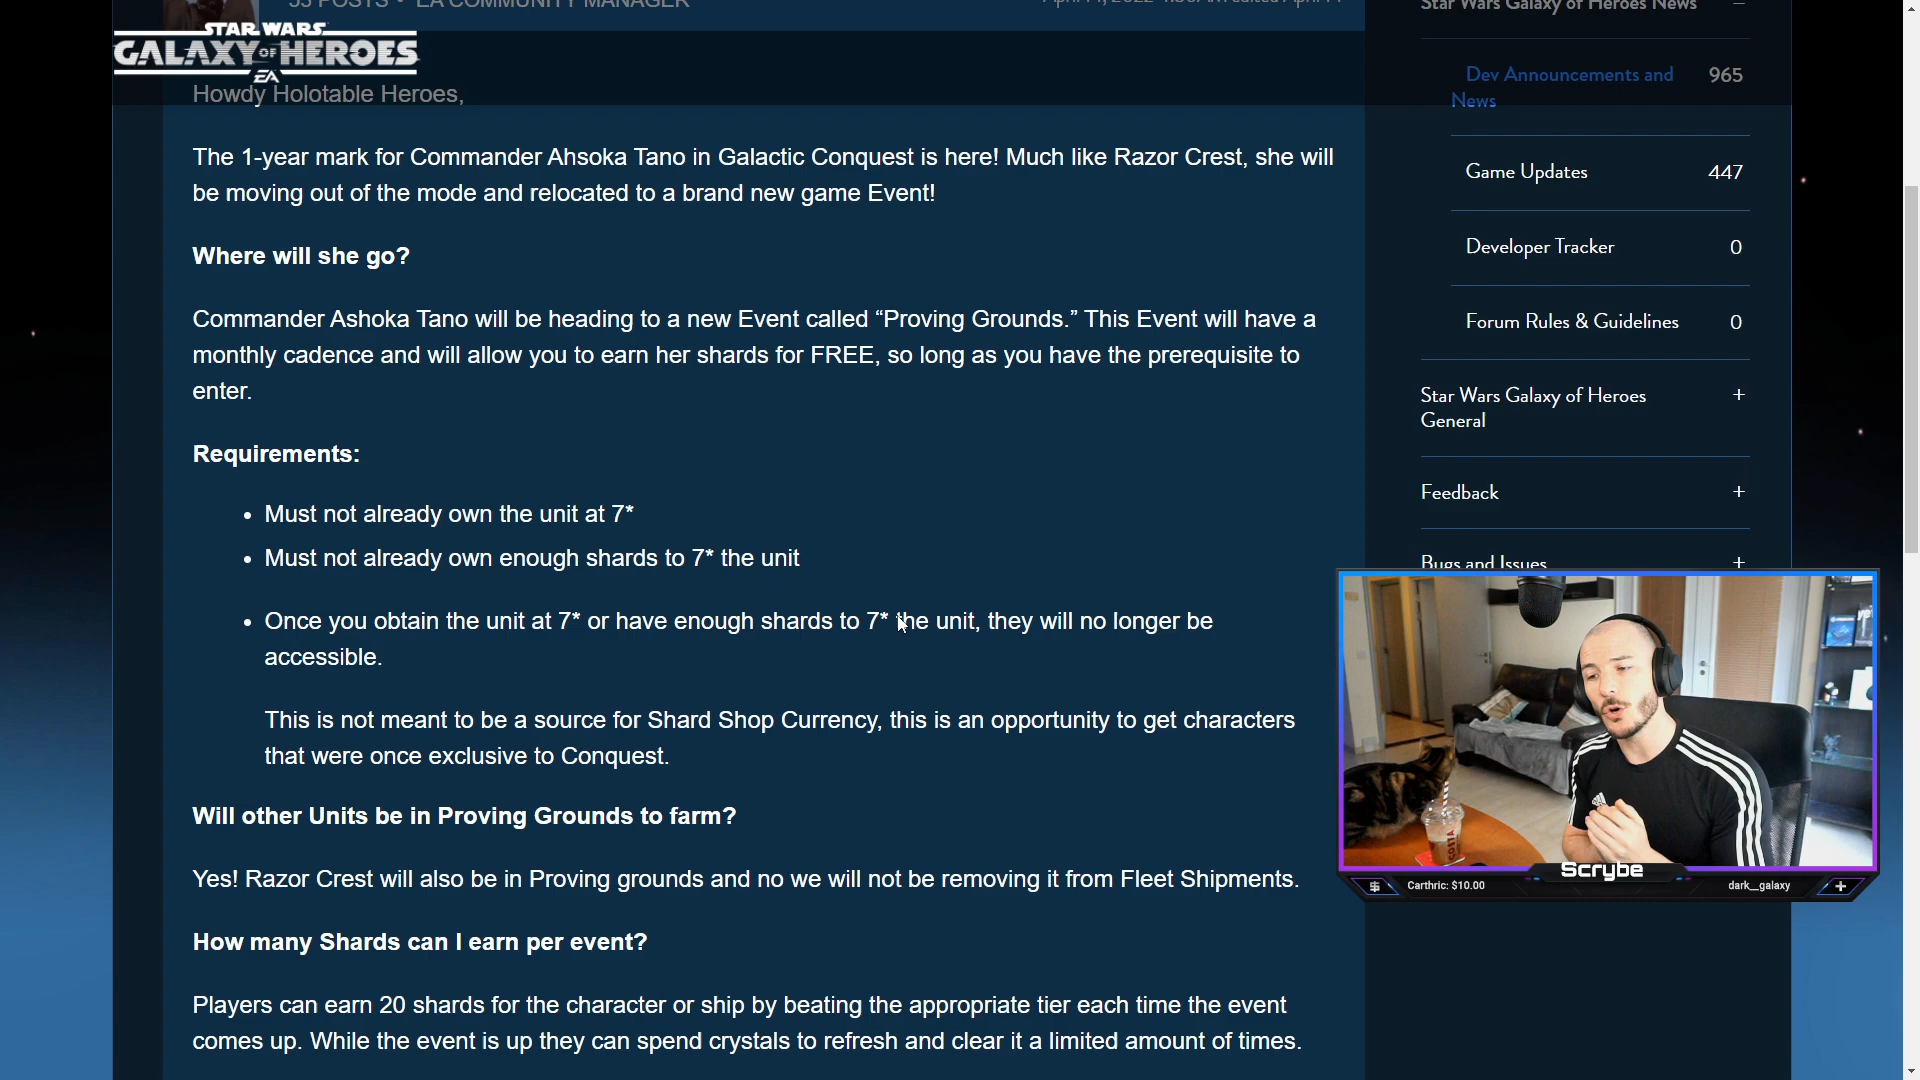 53 POSTS • EA COMMUNITY MANAGER
STAR WARS
GALAXY OF HEROES
EA
Howdy Holotable Heroes,
The 1-year mark for Commander Ahsoka Tano in Galactic Conquest is here! Much like Razor Crest, she will
be moving out of the mode and relocated to a brand new game Event!
Where will she go?
Commander Ashoka Tano will be heading to a new Event called “Proving Grounds.” This Event will have a
monthly cadence and will allow you to earn her shards for FREE, so long as you have the prerequisite to
enter.
Requirements:
• Must not already own the unit at 7*
• Must not already own enough shards to 7* the unit
• Once you obtain the unit at 7* or have enough shards to 7* the unit, they will no longer be
accessible.
This is not meant to be a source for Shard Shop Currency, this is an opportunity to get characters
that were once exclusive to Conquest.
Will other Units be in Proving Grounds to farm?
Yes! Razor Crest will also be in Proving grounds and no we will not be removing it from Fleet Shipments.
How many Shards can I earn per event?
Players can earn 20 shards for the character or ship by beating the appropriate tier each time the event
comes up. While the event is up they can spend crystals to refresh and clear it a limited amount of times.
Star Wars Galaxy of Heroes News −
Dev Announcements and 965
News
Game Updates 447
Developer Tracker 0
Forum Rules & Guidelines 0
Star Wars Galaxy of Heroes +
General
Feedback +
Bugs and Issues +
COSTA
Scrybe
Carthric: $10.00
dark_galaxy